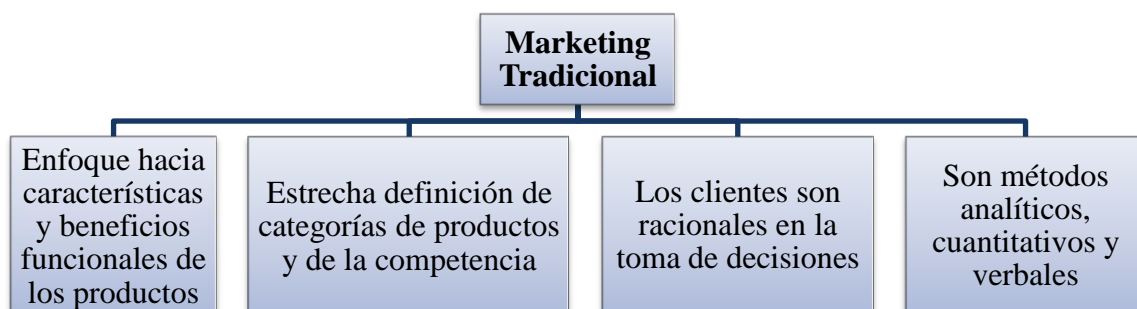 Marketing
Tradicional
Enfoque hacia
características
y beneficios
funcionales de
los productos
Estrecha definición de
categorías de productos
y de la competencia
Los clientes son
racionales en la
toma de decisiones
Son métodos
analíticos,
cuantitativos y
verbales